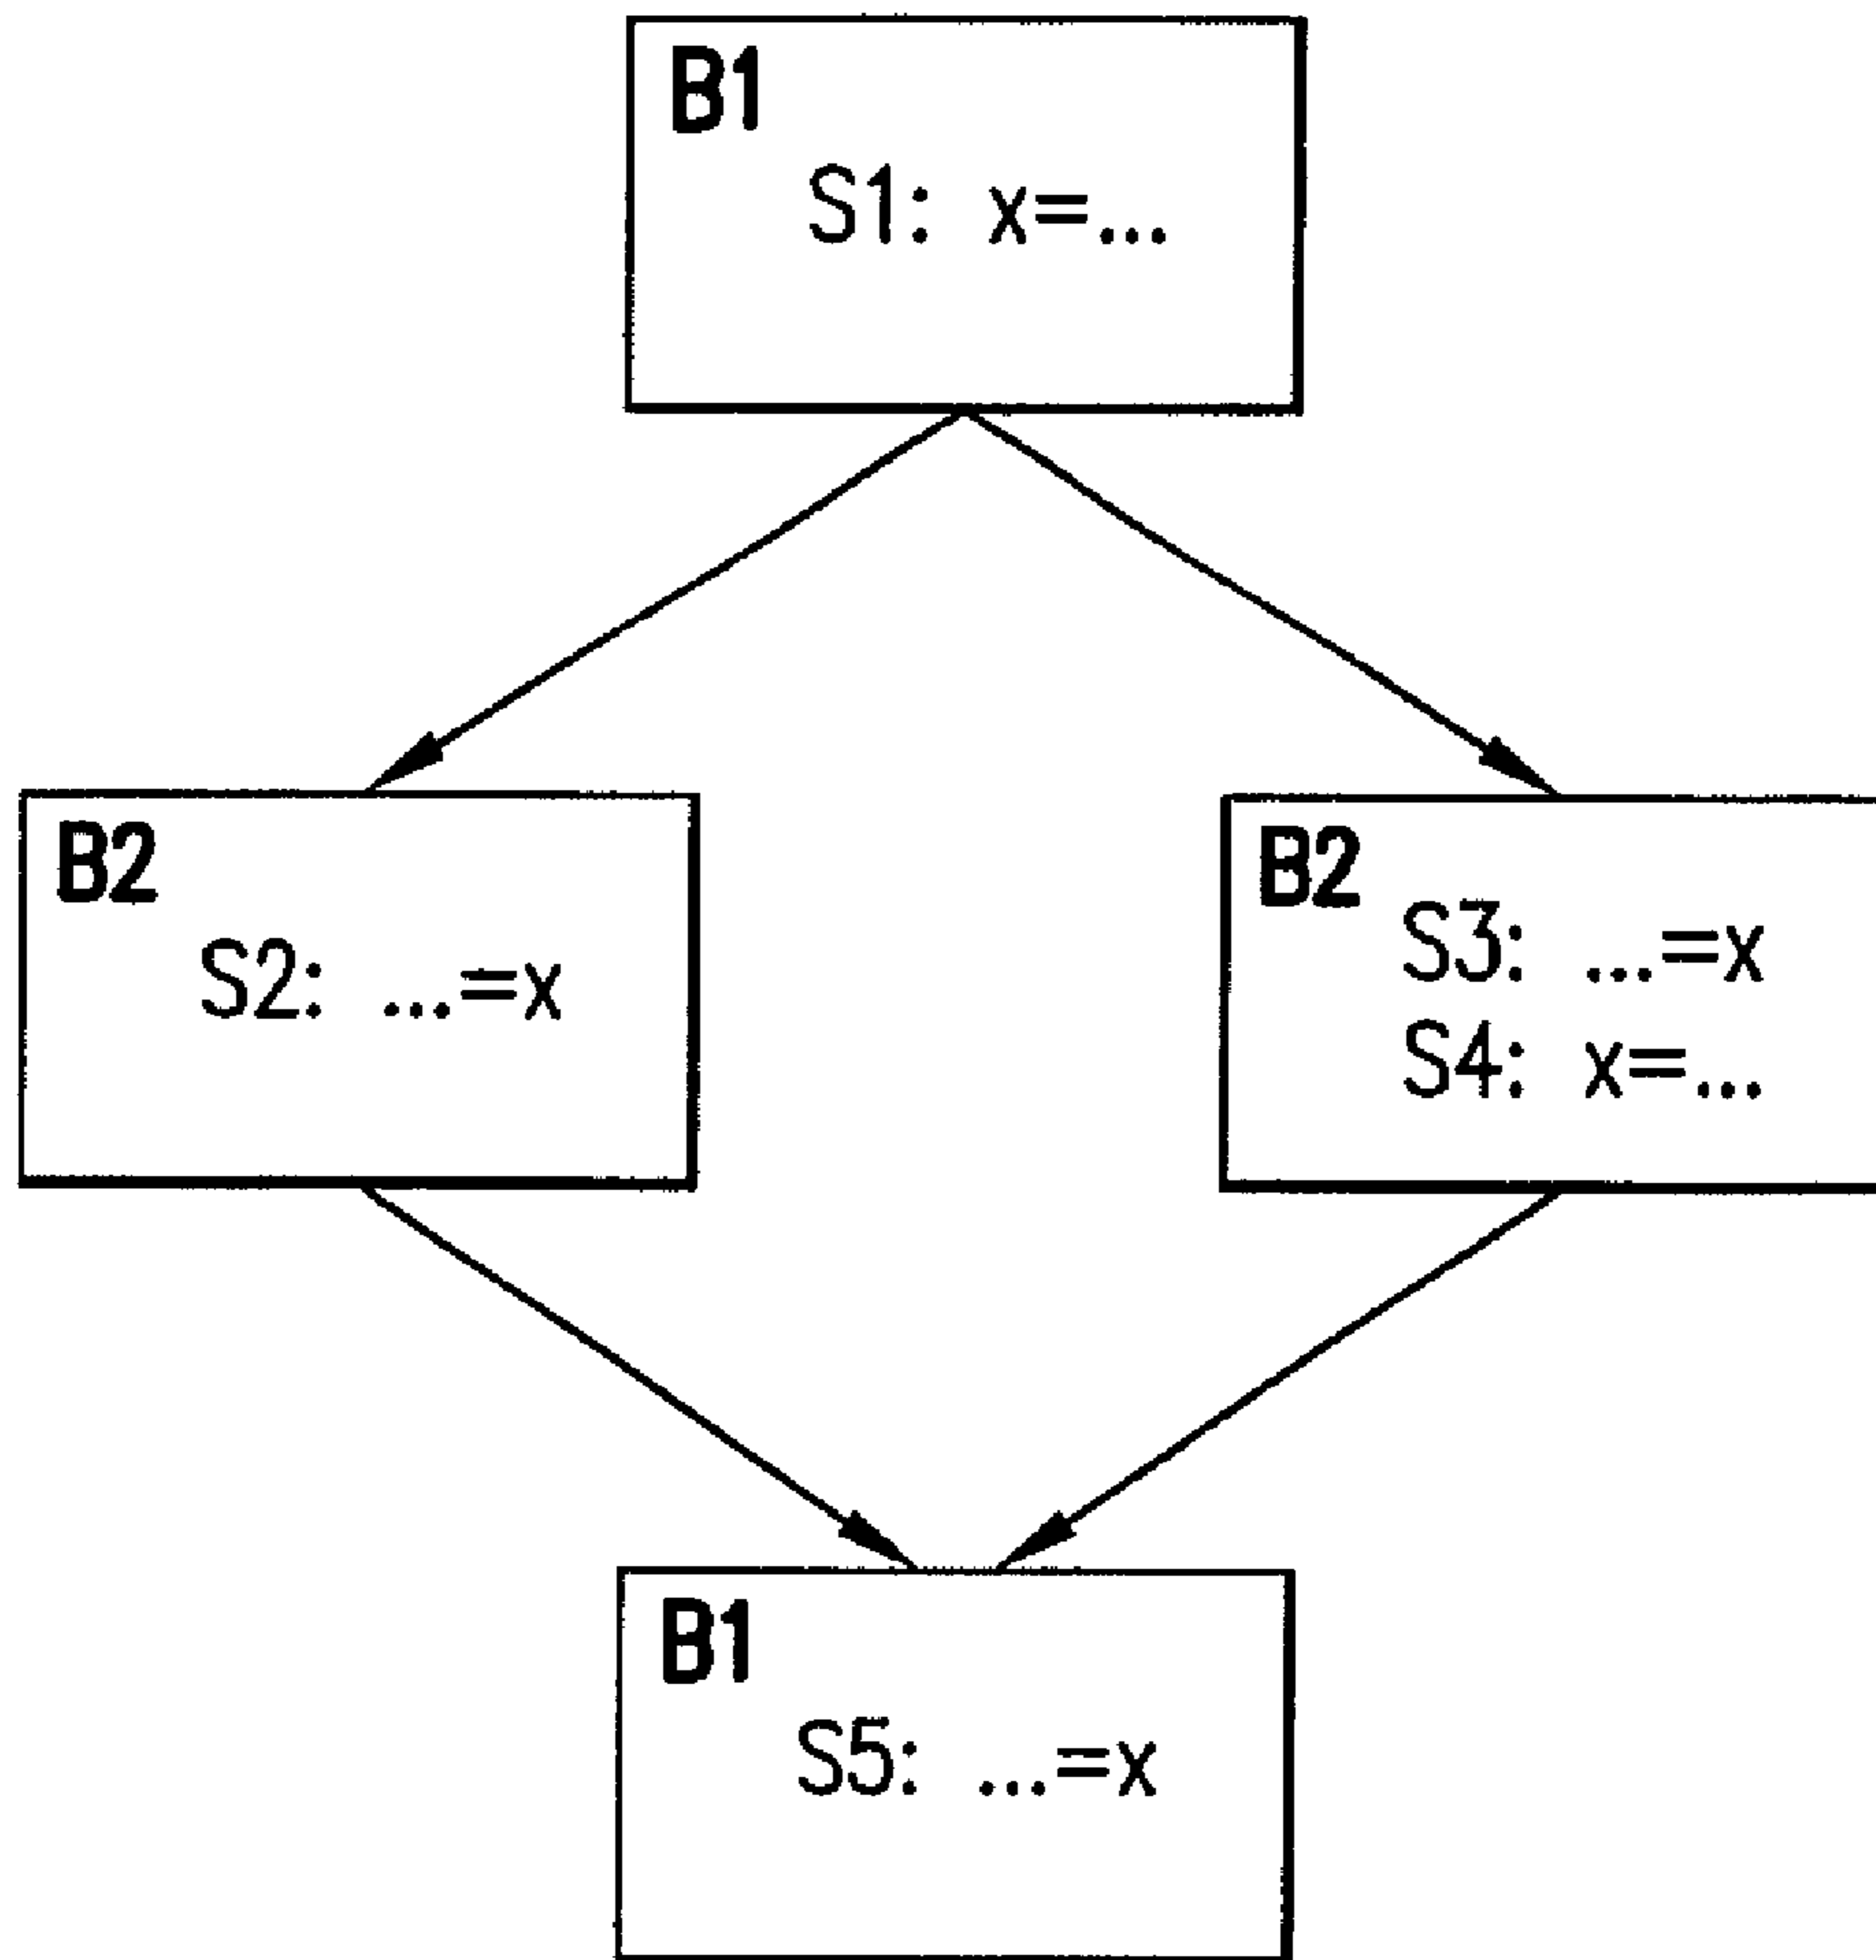 B1
S1: x=...
B2
S2: ...=x
B2
S3: ...=x
S4: x=...
B1
S5: ...=x